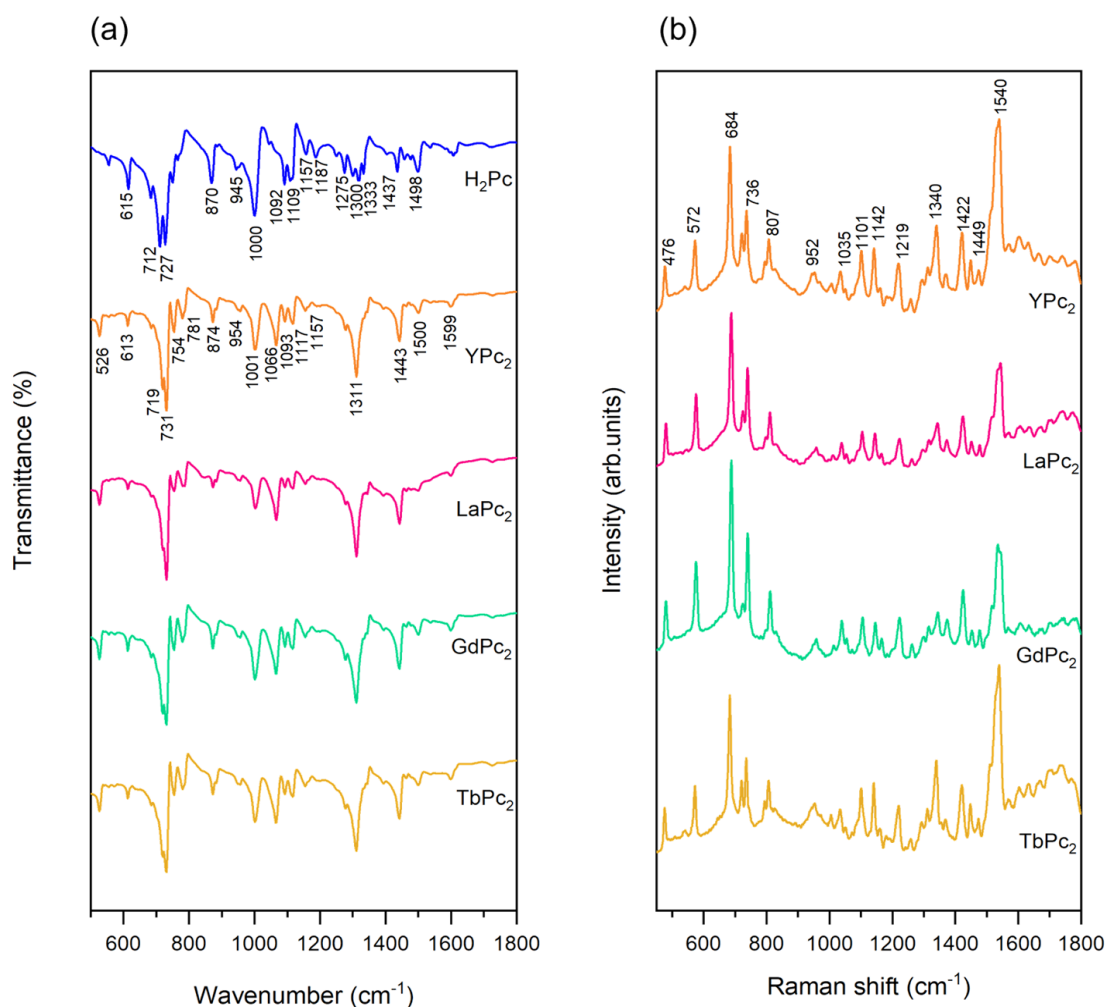 (a)
(b)
Transmittance (%)
H2Pc
615
712
727
870
945
1000
1092
1109
1157
1187
1275
1300
1333
1437
1498
YPc2
526
613
719
731
754
781
874
954
1001
1066
1093
1117
1157
1311
1443
1500
1599
LaPc2
GdPc2
TbPc2
600 800 1000 1200 1400 1600 1800
Wavenumber (cm-1)
Intensity (arb.units)
476
572
684
736
807
952
1035
1101
1142
1219
1340
1422
1449
1540
YPc2
LaPc2
GdPc2
TbPc2
600 800 1000 1200 1400 1600 1800
Raman shift (cm-1)